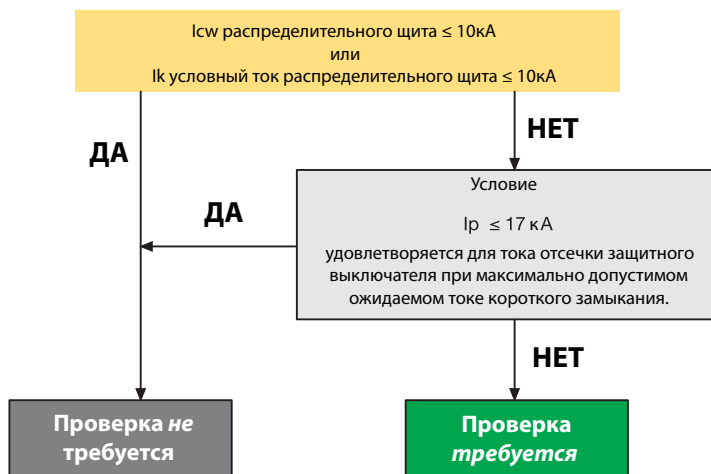 Icw распределительного щита ≤ 10кА
или
Ik условный ток распределительного щита ≤ 10кА
ДА
НЕТ
Условие
ДА
Ip ≤ 17 кА
удовлетворяется для тока отсечки защитного
выключателя при максимально допустимом
ожидаемом токе короткого замыкания.
НЕТ
Проверка не
требуется
Проверка
требуется